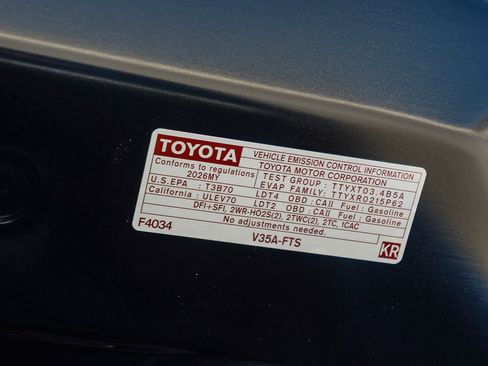 TOYOTA VEHICLE EMISSION CONTROL INFORMATION
Conforms to regulations TOYOTA MOTOR CORPORATION
2026MY TEST GROUP : TTYXT03.4B5A
EVAP FAMILY: TTYXR0215P62
U.S.EPA : T3B70 LDT4 OBD : CAll Fuel : Gasoline
California : ULEV70 LDT2 OBD : CAll Fuel : Gasoline
DFI+SFI, 2WR-HO2S(2), 2TWC(2), 2TC, 1CAC
No adjustments needed.
F4034 V35A-FTS KR